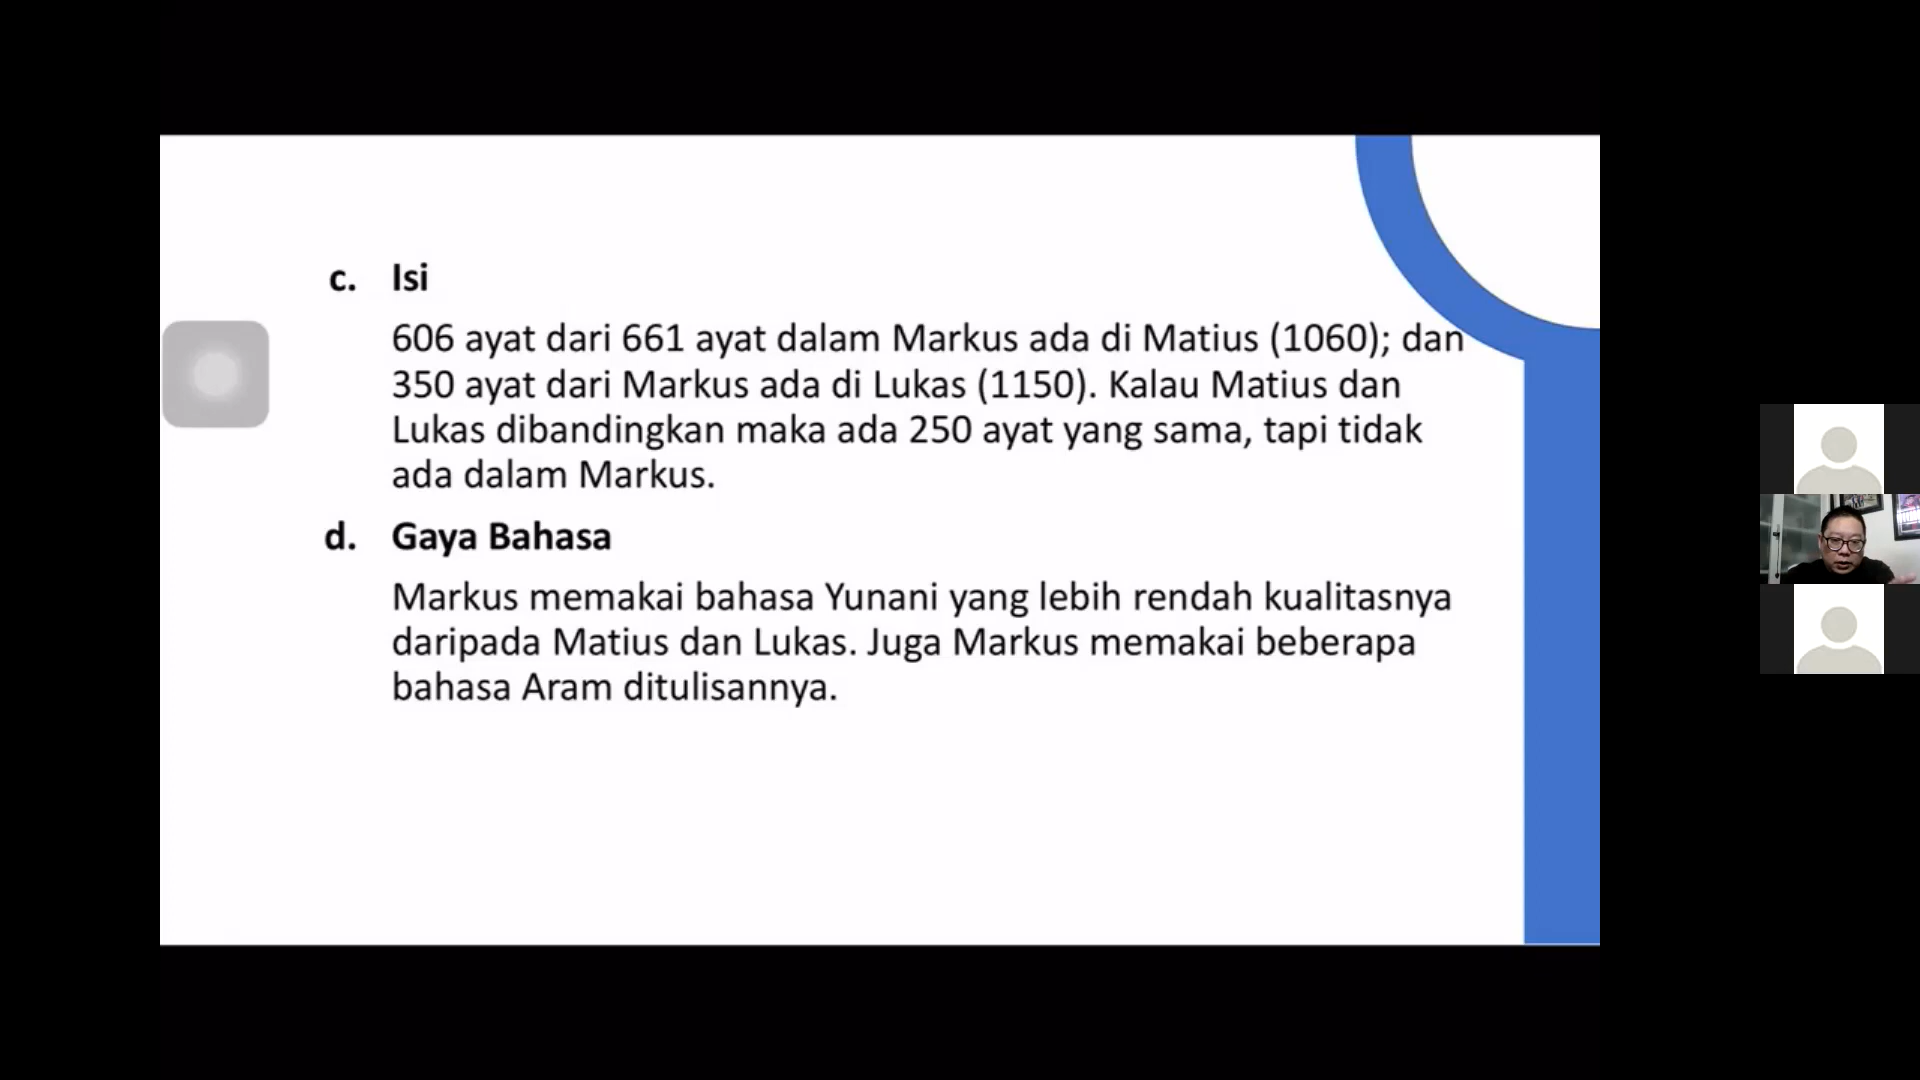 c. Isi
606 ayat dari 661 ayat dalam Markus ada di Matius (1060); dan
350 ayat dari Markus ada di Lukas (1150). Kalau Matius dan
Lukas dibandingkan maka ada 250 ayat yang sama, tapi tidak
ada dalam Markus.
d. Gaya Bahasa
Markus memakai bahasa Yunani yang lebih rendah kualitasnya
daripada Matius dan Lukas. Juga Markus memakai beberapa
bahasa Aram ditulisannya.